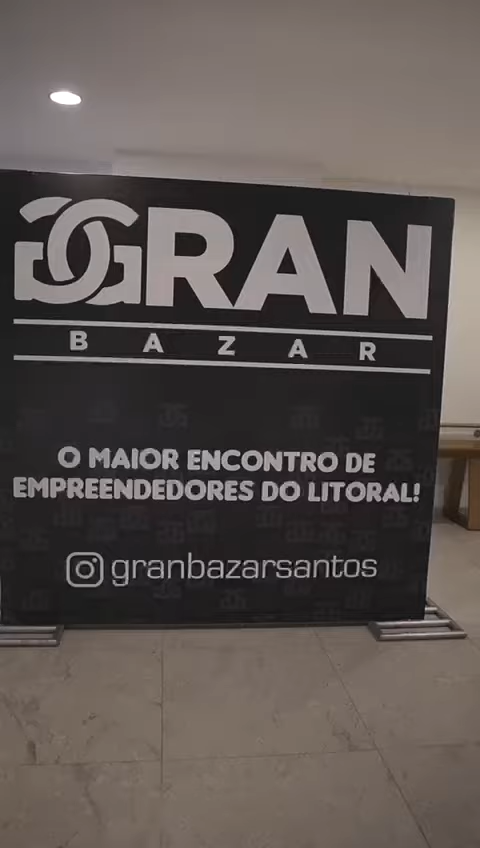 GRAN
BAZAR
O MAIOR ENCONTRO DE
EMPREENDEDORES DO LITORAL!
granbazarsantos